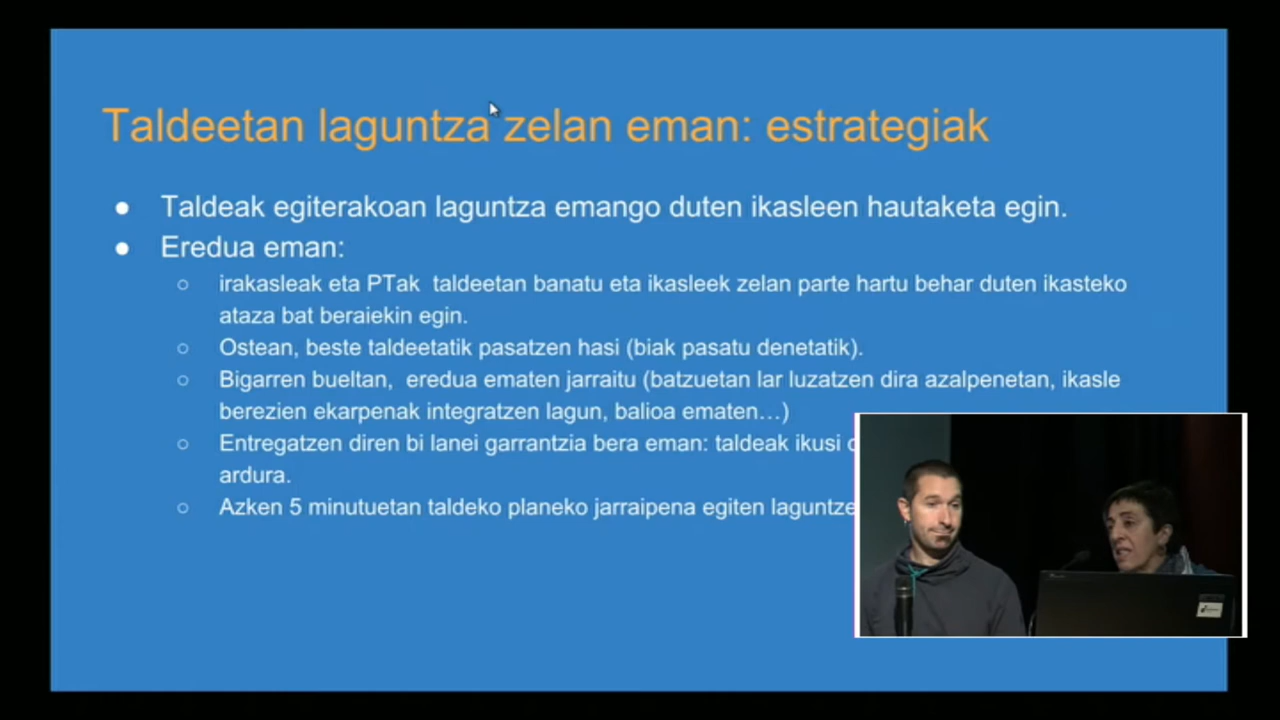 Taldeetan laguntza zelan eman: estrategiak
● Taldeak egiterakoan laguntza emango duten ikasleen hautaketa egin.
● Eredua eman:
○ irakasleak eta PTak taldeetan banatu eta ikasleek zelan parte hartu behar duten ikasteko
ataza bat beraiekin egin.
○ Ostean, beste taldeetatik pasatzen hasi (biak pasatu denetatik).
○ Bigarren bueltan, eredua ematen jarraitu (batzuetan lar luzatzen dira azalpenetan, ikasle
berezien ekarpenak integratzen lagun, balioa ematen...)
○ Entregatzen diren bi lanei garrantzia bera eman: taldeak ikusi
ardura.
○ Azken 5 minutuetan taldeko planeko jarraipena egiten